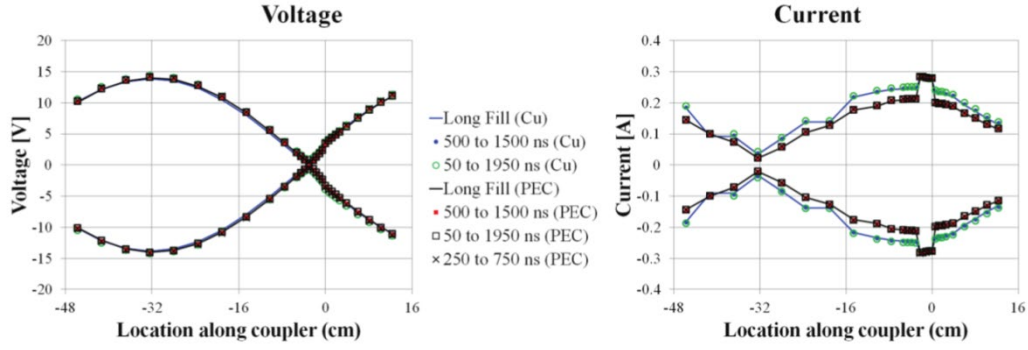 Voltage
20
15
10
5
0
-5
-10
-15
-20
Voltage [V]
-48
-32
-16
0
16
Location along coupler (cm)
Long Fill (Cu)
500 to 1500 ns (Cu)
50 to 1950 ns (Cu)
Long Fill (PEC)
500 to 1500 ns (PEC)
50 to 1950 ns (PEC)
250 to 750 ns (PEC)
Current
0.4
0.3
0.2
0.1
0
-0.1
-0.2
-0.3
-0.4
Current [A]
-48
-32
-16
0
16
Location along coupler (cm)